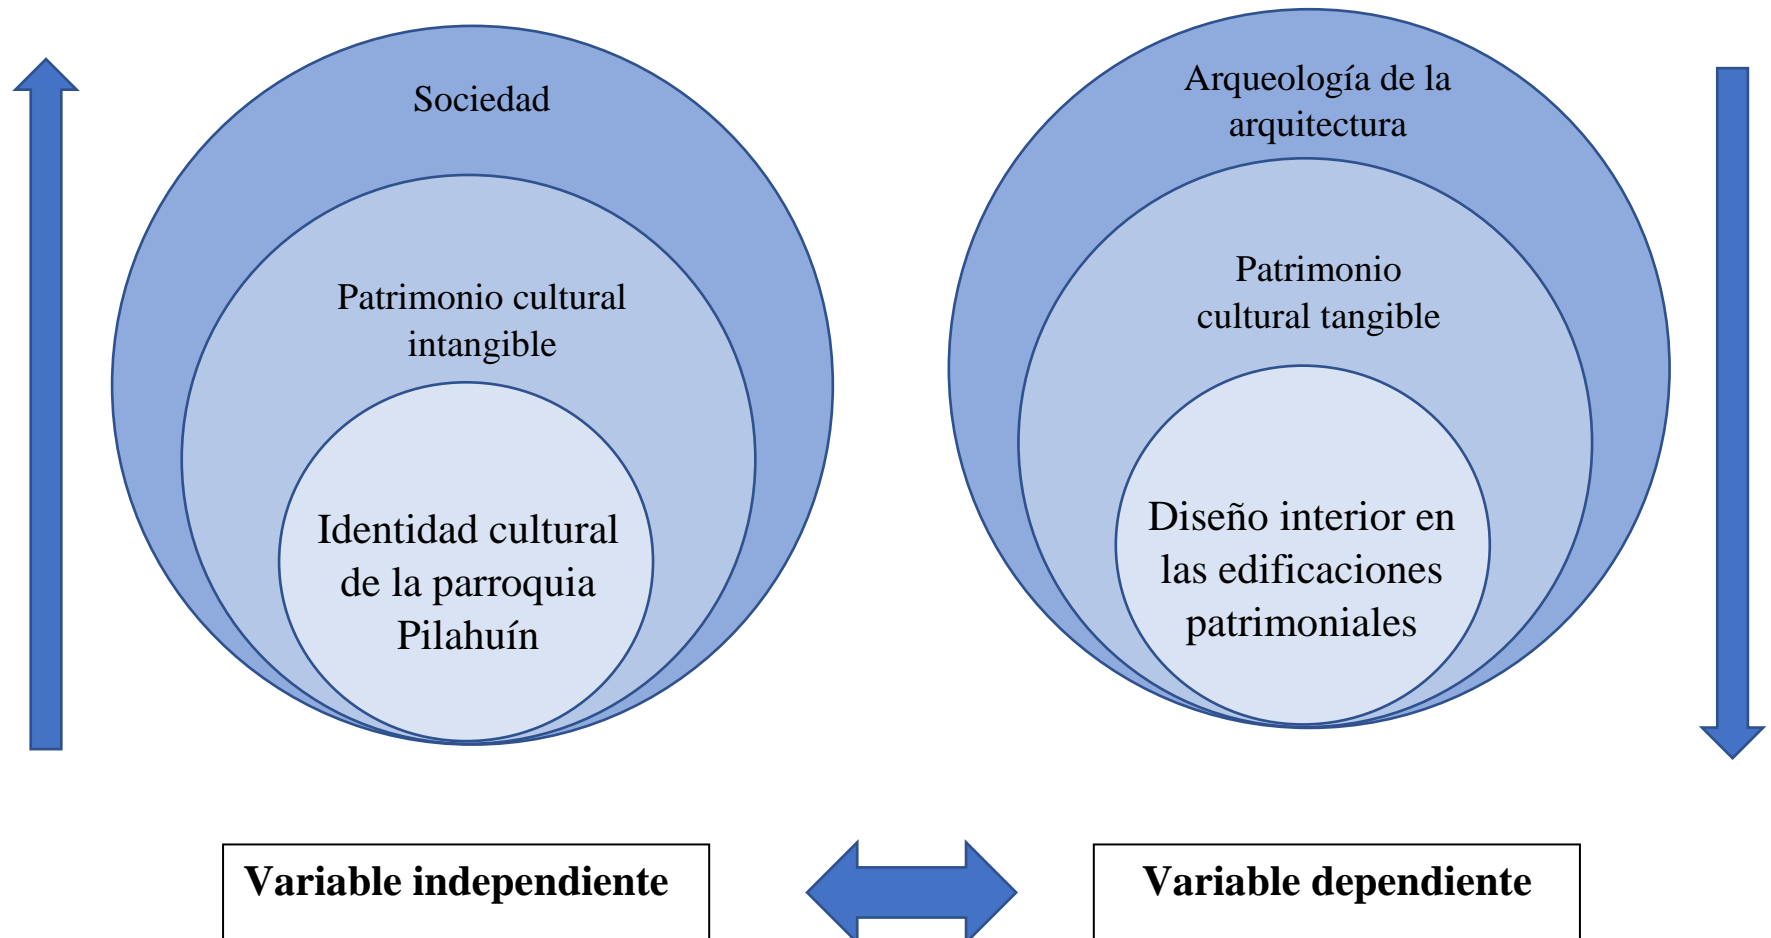 Sociedad
Patrimonio cultural
intangible
Identidad cultural
de la parroquia
Pilahuín
Arqueología de la
arquitectura
Patrimonio
cultural tangible
Diseño interior en
las edificaciones
patrimoniales
Variable independiente
Variable dependiente